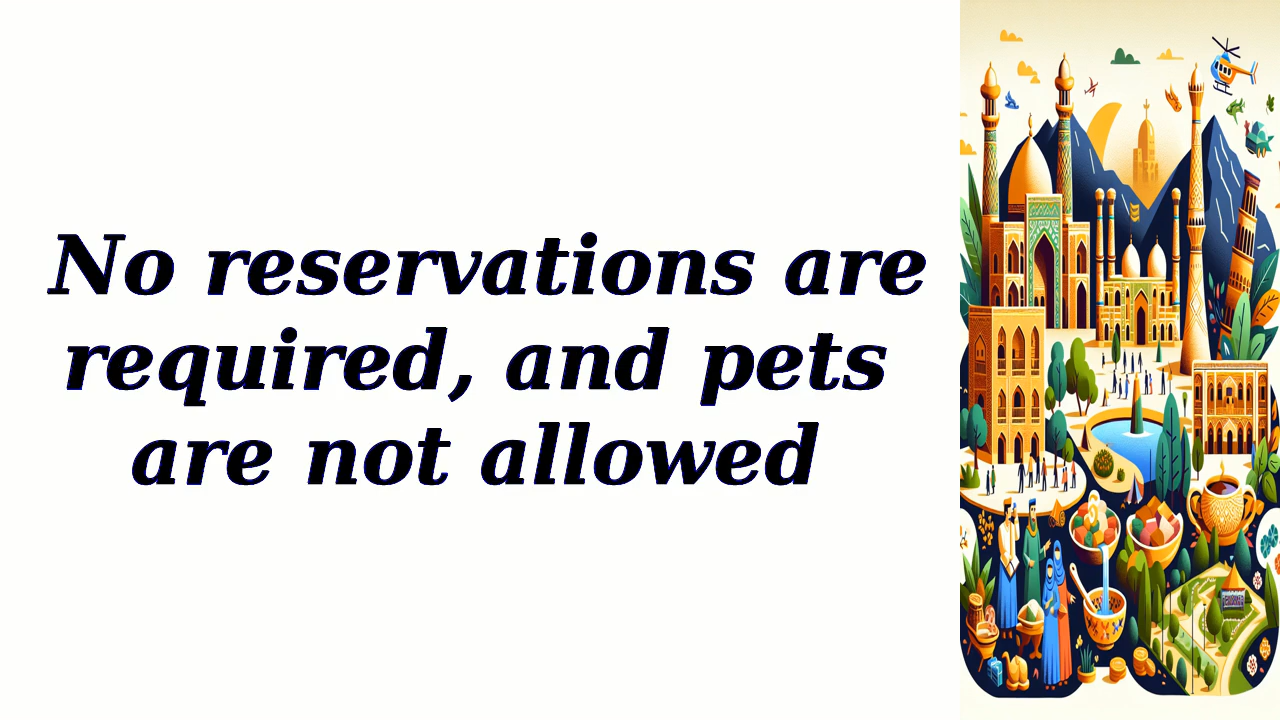 No reservations are
required, and pets
are not allowed